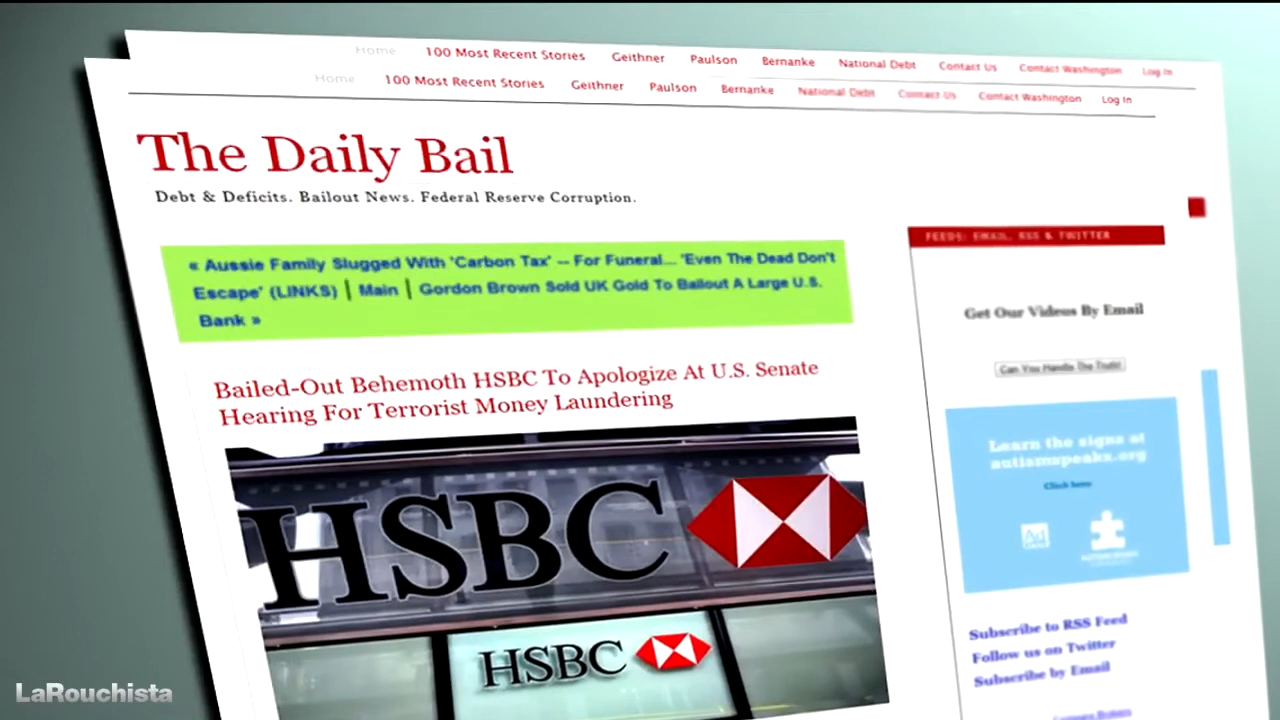 Home 100 Most Recent Stories Geithner Paulson Bernanke National Debt Contact Us Contact Washington Log In
Home 100 Most Recent Stories Geithner Paulson Bernanke National Debt Contact Us Contact Washington Log In
The Daily Bail
Debt & Deficits. Bailout News. Federal Reserve Corruption.
FEEDS: EMAIL, RSS & TWITTER
« Aussie Family Slugged With 'Carbon Tax' -- For Funeral... 'Even The Dead Don't
Escape' (LINKS) | Main | Gordon Brown Sold UK Gold To Bailout A Large U.S.
Bank »
Get Our Videos By Email
Can You Handle The Truth!
Bailed-Out Behemoth HSBC To Apologize At U.S. Senate
Hearing For Terrorist Money Laundering
Learn the signs at
autismspeaks.org
Click here
HSBC
HSBC
Ad
Subscribe to RSS Feed
Follow us on Twitter
Subscribe by Email
LaRouchista